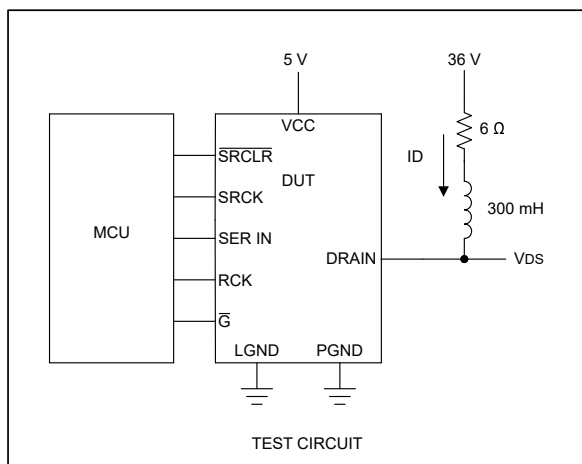 5 V
36 V
VCC
6 Ω
SRCLR
DUT
ID
SRCK
300 mH
MCU
SER IN
DRAIN
VDS
RCK
G
LGND
PGND
TEST CIRCUIT